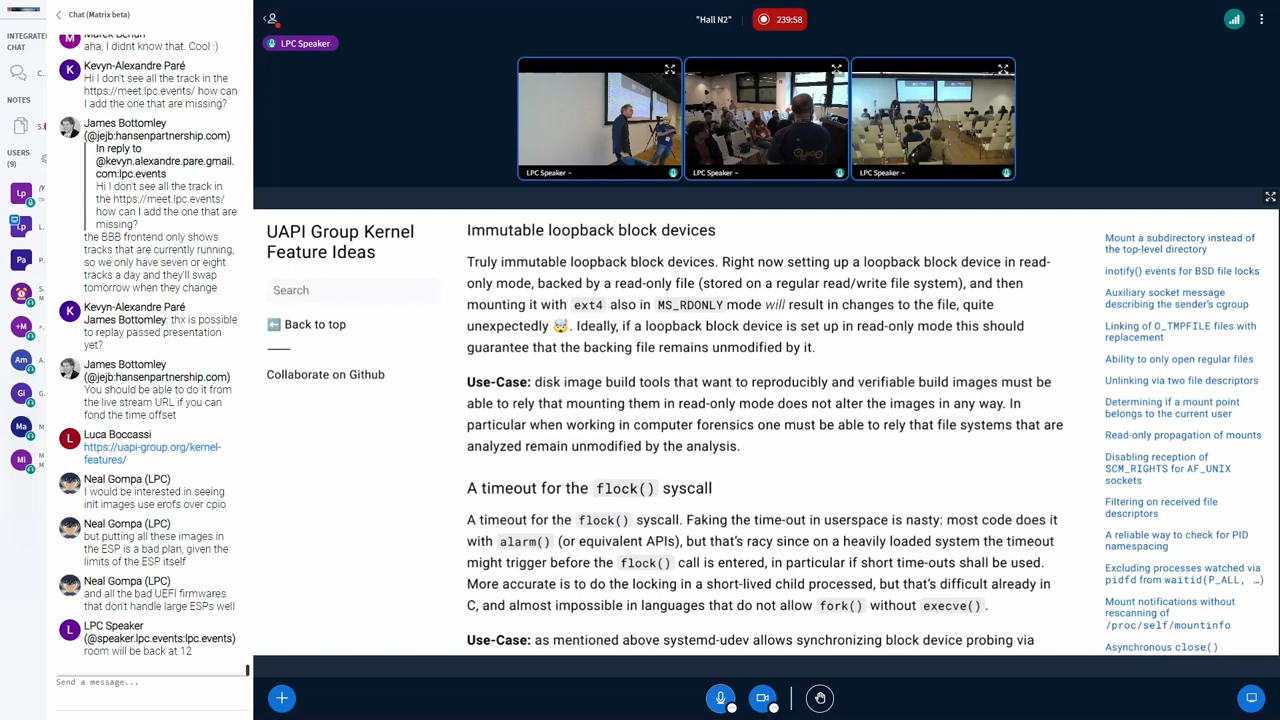 Chat (Matrix beta)
INTEGRATE
CHAT
C..
NOTES
S.
USERS
(9)
Marek Behún
aha, I didnt know that. Cool :)
Kevyn-Alexandre Paré
Hi I don't see all the track in
the https://meet.lpc.events/ how can
I add the one that are missing?
James Bottomley
(@jejb:hansenpartnership.com)
In reply to
@kevyn.alexandre.pare.gmail.
com:lpc.events
Hi I don't see all the track in
the https://meet.lpc.events/
how can I add the one that are
missing?
the BBB frontend only shows
tracks that are currently running,
so we only have seven or eight
tracks a day and they'll swap
tomorrow when they change
Kevyn-Alexandre Paré
James Bottomley: thx is possible
to replay passed presentation
yet?
James Bottomley
(@jejb:hansenpartnership.com)
You should be able to do it from
the live stream URL if you can
fond the time offset
Luca Boccassi
https://uapi-group.org/kernel-
features/
Neal Gompa (LPC)
I would be interested in seeing
init images use erofs over cpio
Neal Gompa (LPC)
but putting all these images in
the ESP is a bad plan, given the
limits of the ESP itself
Neal Gompa (LPC)
and all the bad UEFI firmwares
that don't handle large ESPs well
LPC Speaker
(@speaker.lpc.events:lpc.events)
room will be back at 12
Send a message...
"Hall N2"
239:58
LPC Speaker
LPC Speaker
LPC Speaker
LPC Speaker
UAPI Group Kernel
Feature Ideas
Search
Back to top
Collaborate on Github
Immutable loopback block devices
Truly immutable loopback block devices. Right now setting up a loopback block device in read-
only mode, backed by a read-only file (stored on a regular read/write file system), and then
mounting it with ext4 also in MS_RDONLY mode will result in changes to the file, quite
unexpectedly 🤯. Ideally, if a loopback block device is set up in read-only mode this should
guarantee that the backing file remains unmodified by it.
Use-Case: disk image build tools that want to reproducibly and verifiable build images must be
able to rely that mounting them in read-only mode does not alter the images in any way. In
particular when working in computer forensics one must be able to rely that file systems that are
analyzed remain unmodified by the analysis.
A timeout for the flock() syscall
A timeout for the flock() syscall. Faking the time-out in userspace is nasty: most code does it
with alarm() (or equivalent APIs), but that's racy since on a heavily loaded system the timeout
might trigger before the flock() call is entered, in particular if short time-outs shall be used.
More accurate is to do the locking in a short-lived child processed, but that's difficult already in
C, and almost impossible in languages that do not allow fork() without execve().
Use-Case: as mentioned above systemd-udev allows synchronizing block device probing via
Mount a subdirectory instead of
the top-level directory
inotify() events for BSD file locks
Auxiliary socket message
describing the sender's cgroup
Linking of O_TMPFILE files with
replacement
Ability to only open regular files
Unlinking via two file descriptors
Determining if a mount point
belongs to the current user
Read-only propagation of mounts
Disabling reception of
SCM_RIGHTS for AF_UNIX
sockets
Filtering on received file
descriptors
A reliable way to check for PID
namespacing
Excluding processes watched via
pidfd from waitid(P_ALL, …)
Mount notifications without
rescanning of
/proc/self/mountinfo
Asynchronous close()